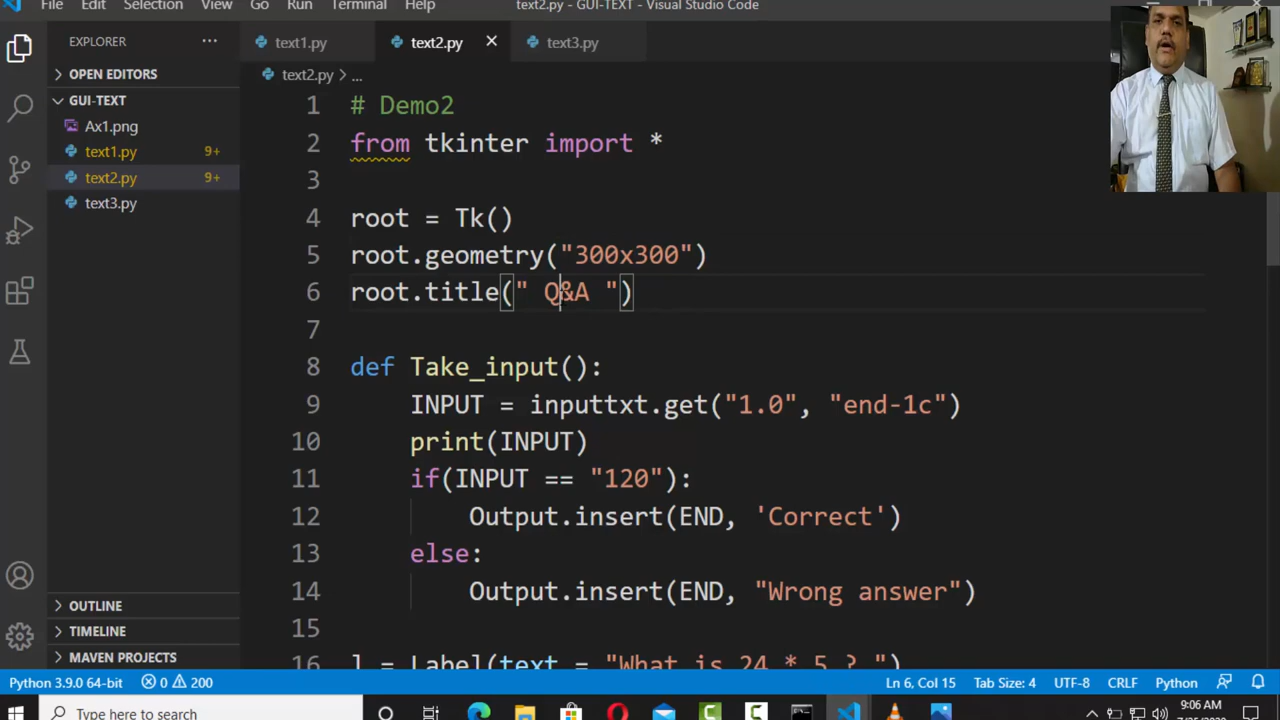 File Edit Selection View Go Run Terminal Help text2.py - GUI-TEXT - Visual Studio Code
EXPLORER ··· text1.py text2.py text3.py
OPEN EDITORS
GUI-TEXT
Ax1.png
text1.py 9+
text2.py 9+
text3.py
OUTLINE
TIMELINE
MAVEN PROJECTS
text2.py > ...
1 # Demo2
2 from tkinter import *
3
4 root = Tk()
5 root.geometry("300x300")
6 root.title(" Q&A ")
7
8 def Take_input():
9 INPUT = inputtxt.get("1.0", "end-1c")
10 print(INPUT)
11 if(INPUT == "120"):
12 Output.insert(END, 'Correct')
13 else:
14 Output.insert(END, "Wrong answer")
15
16 l = Label(text = "What is 24 * 5 ? ")
Python 3.9.0 64-bit 0 200 Ln 6, Col 15 Tab Size: 4 UTF-8 CRLF Python
Type here to search 9:06 AM